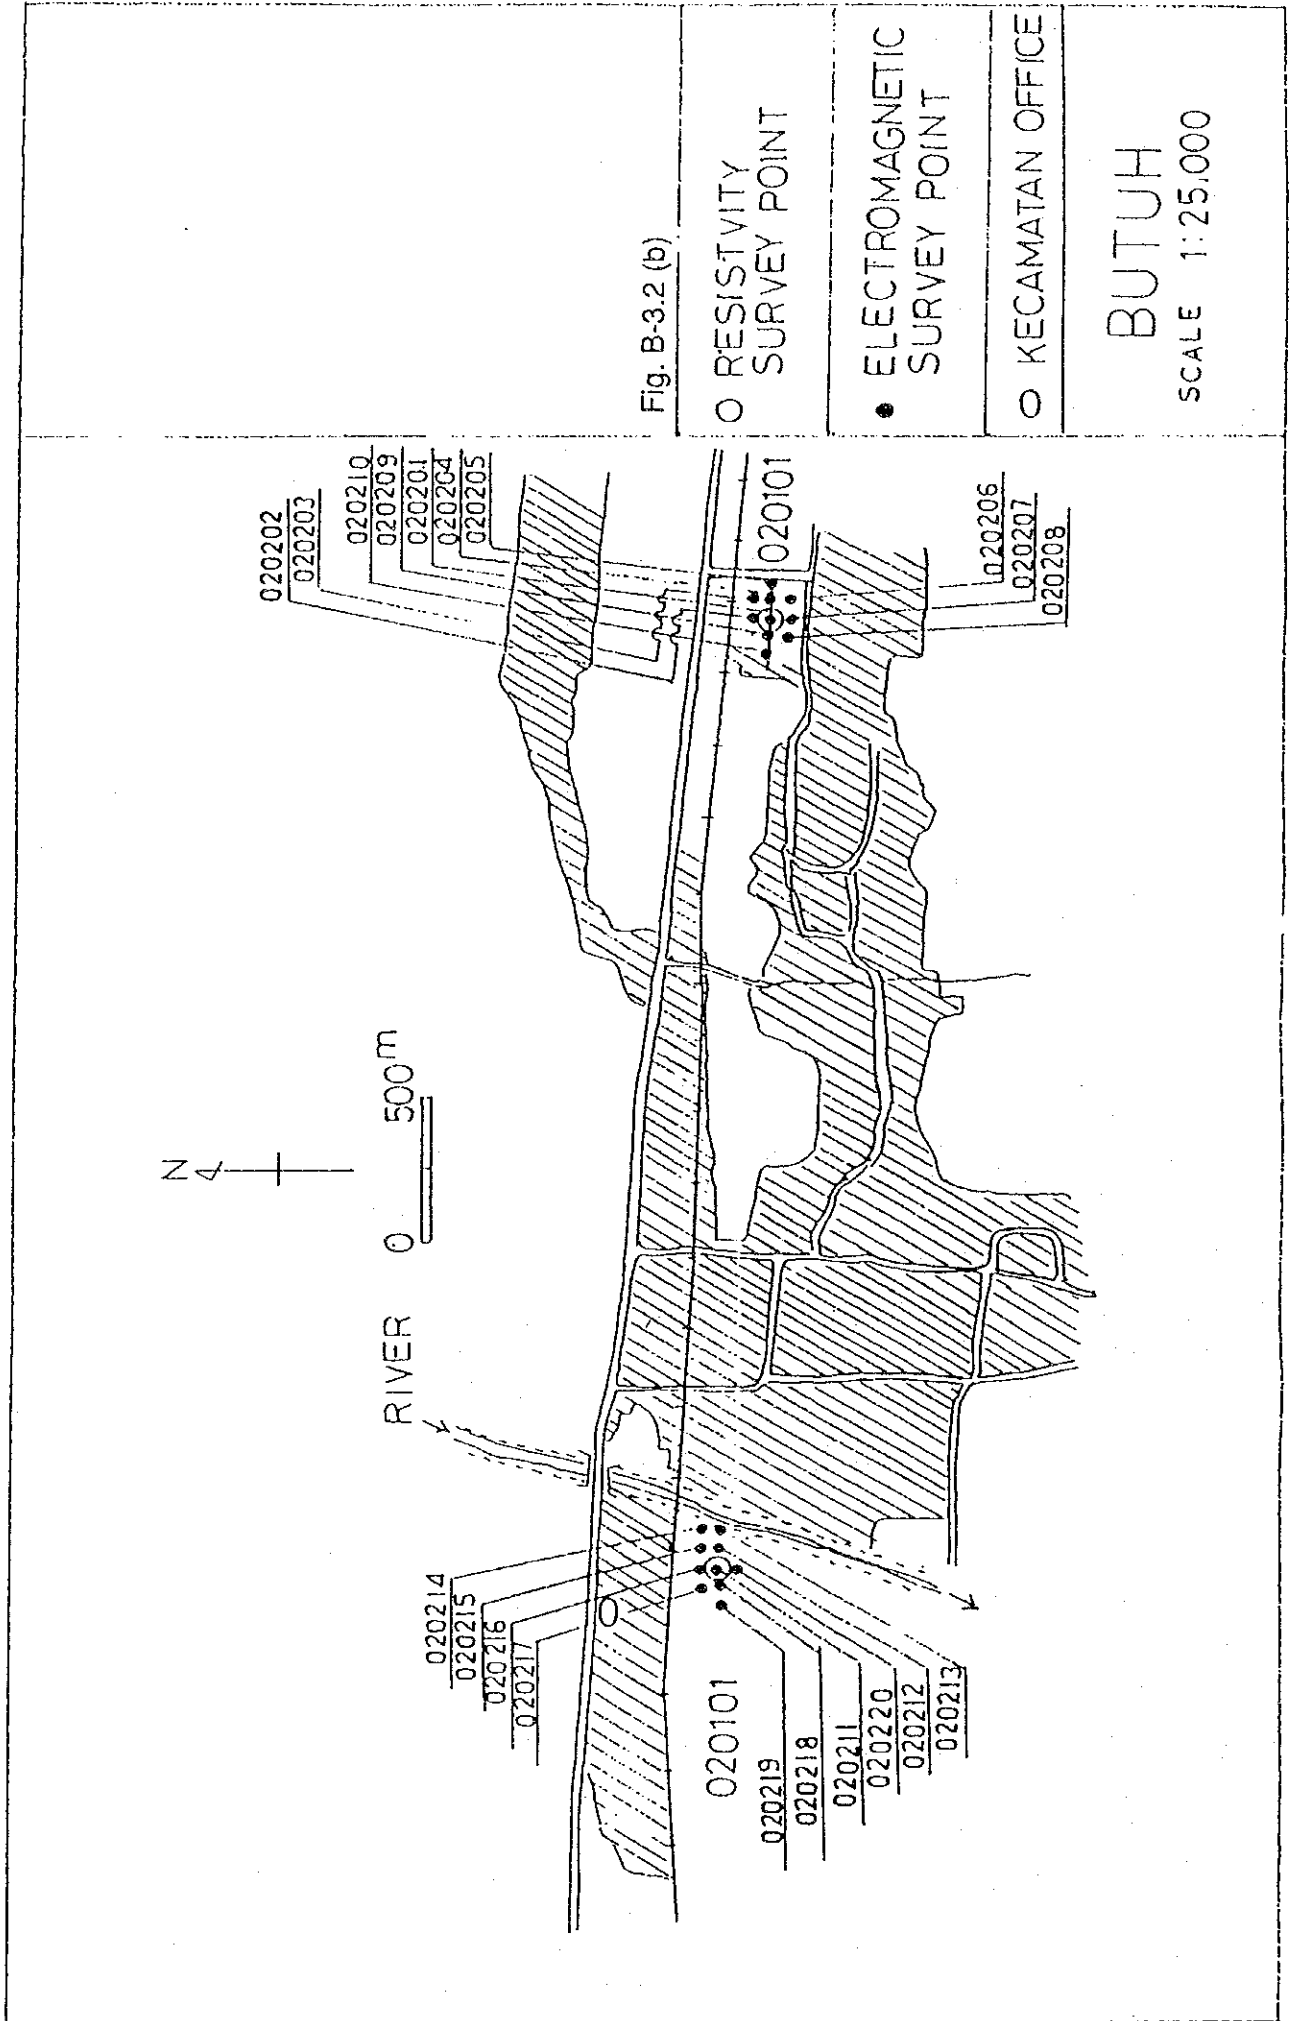 Fig. B-3.2 (b)
O RESISTVITY
SURVEY POINT
● ELECTROMAGNETIC
SURVEY POINT
O KECAMATAN OFFICE
BUTUH
SCALE 1:25.000
N
0 500m
RIVER
020214
020215
020216
020217
020101
020219
020218
020211
020220
020212
020213
020202
020203
020210
020209
020201
020204
020205
020101
020206
020207
020208